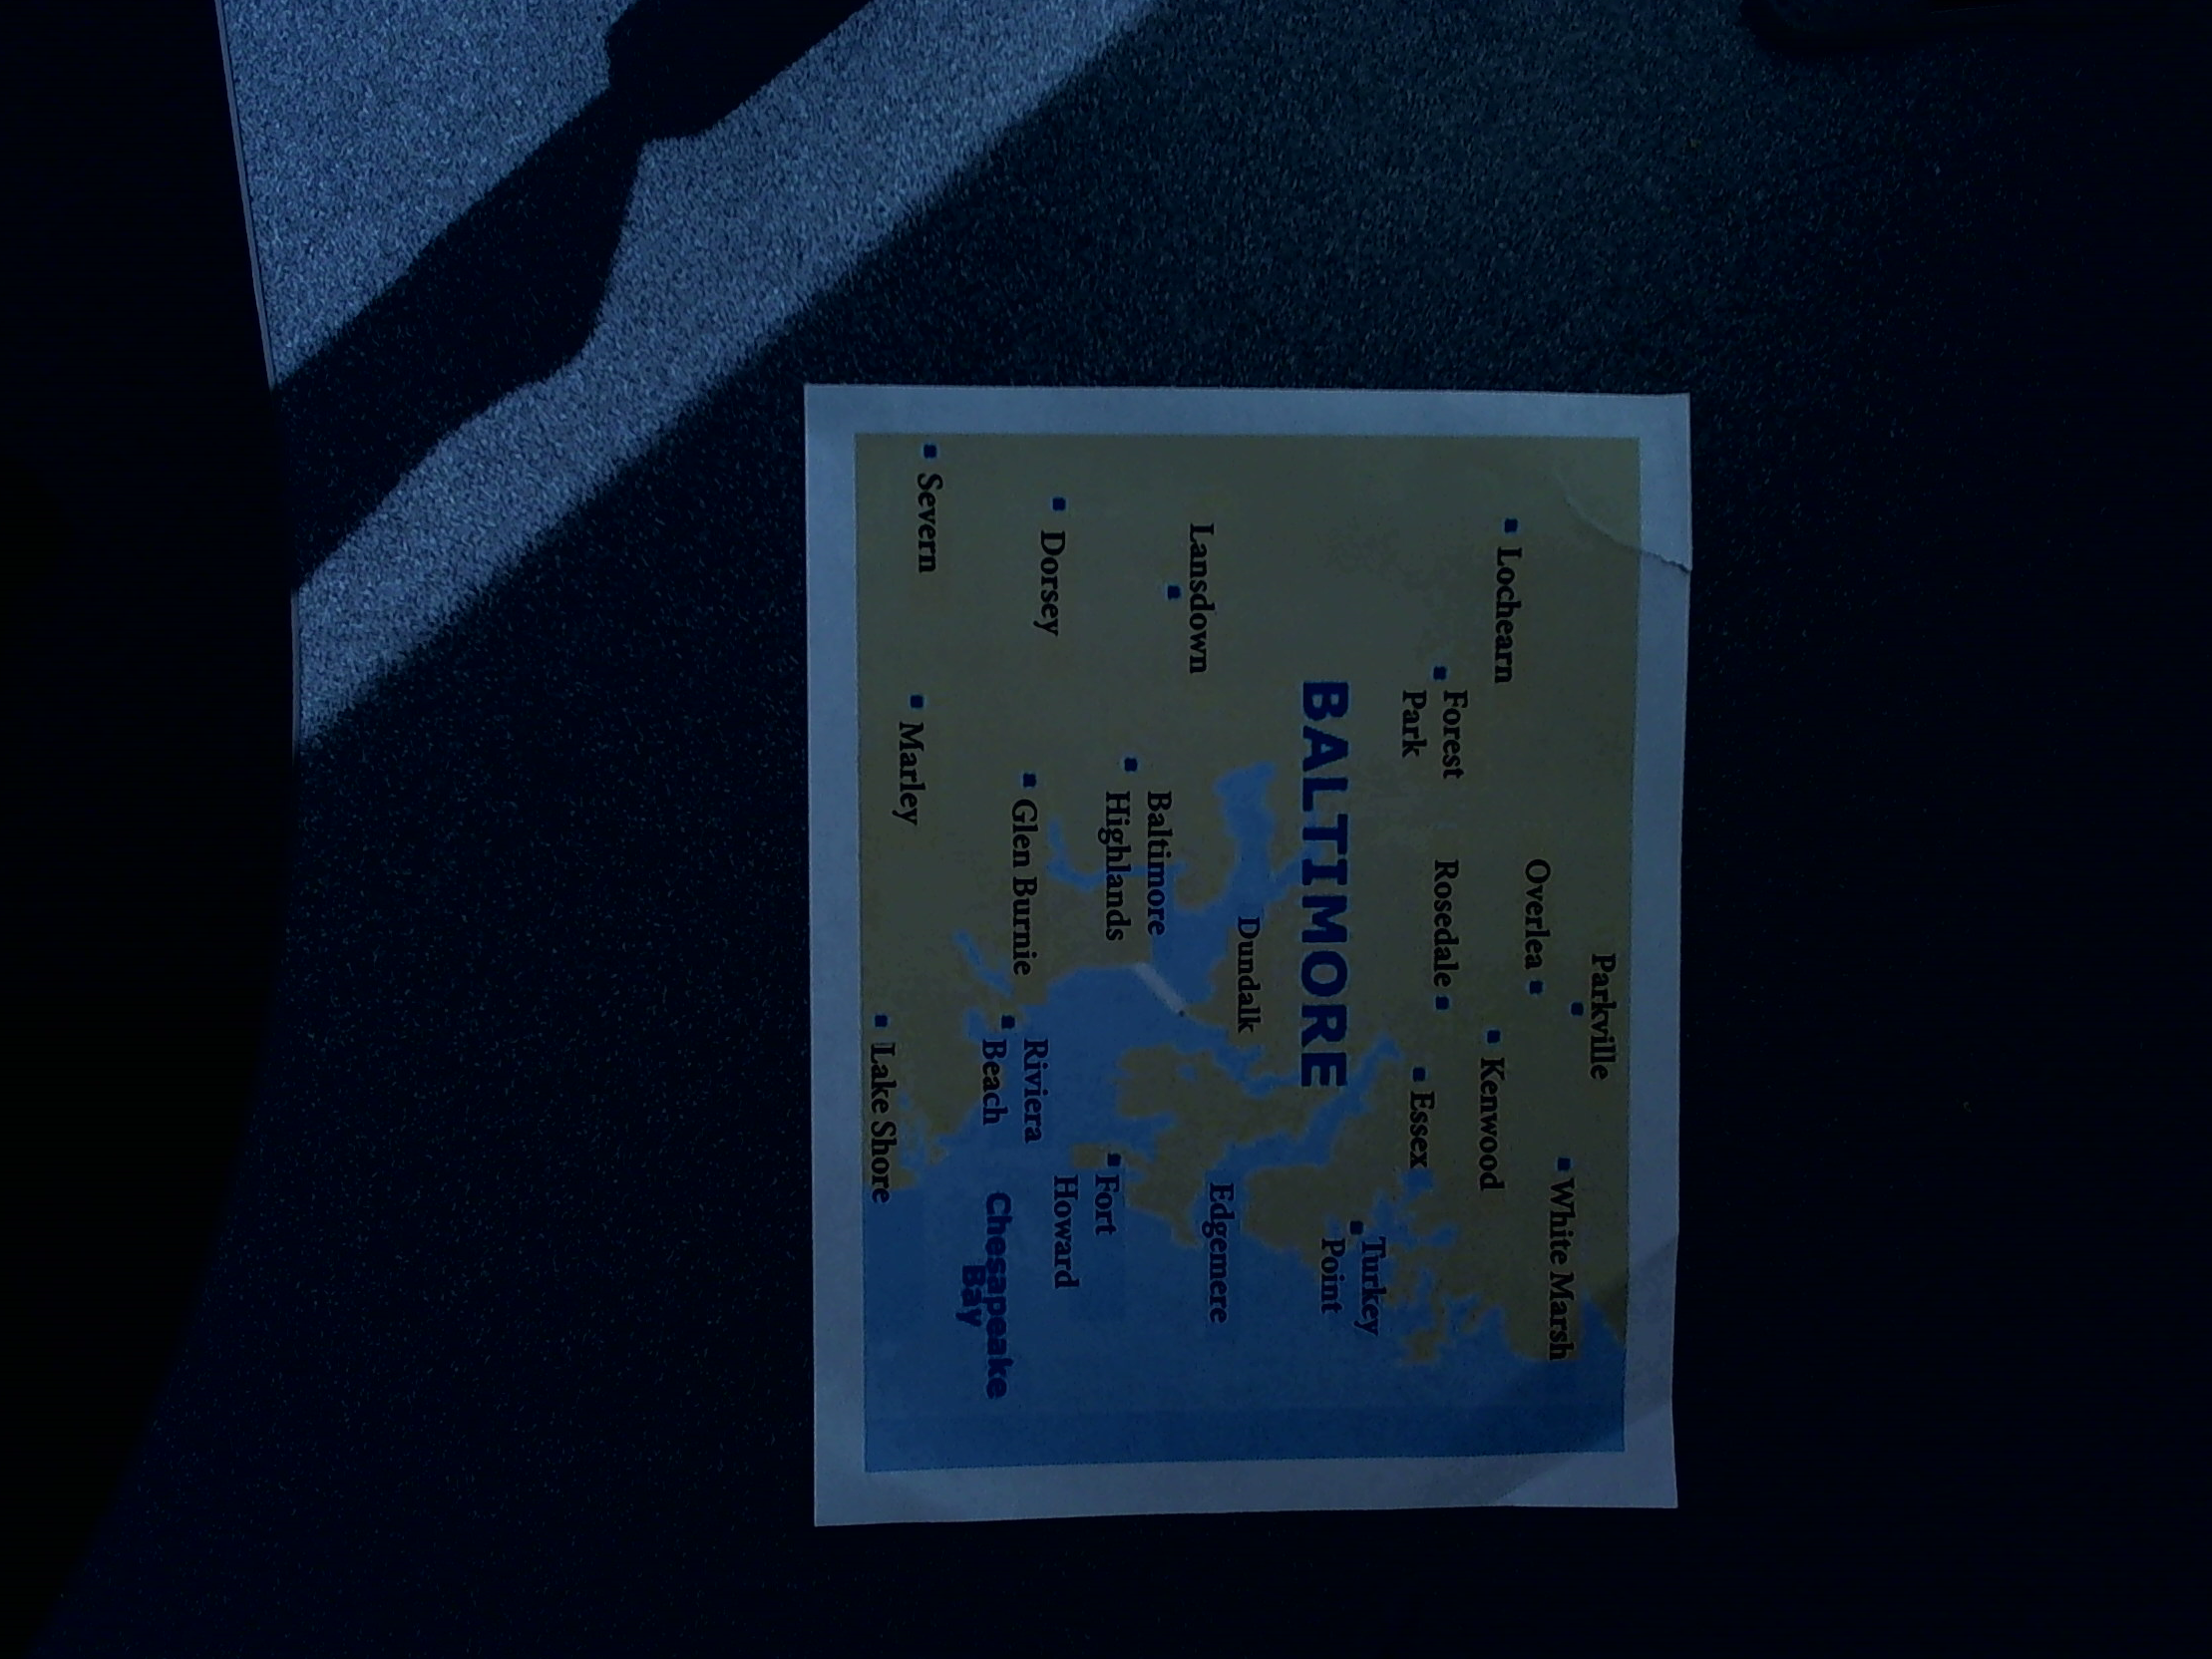 Parkville
White Marsh
Overlea
Lochearn
Kenwood
Forest
Park
Rosedale
Essex
Turkey
Point
BALTIMORE
Dundalk
Edgemere
Lansdown
Baltimore
Highlands
Fort
Howard
Dorsey
Glen Burnie
Riviera
Beach
Chesapeake
Bay
Severn
Marley
Lake Shore